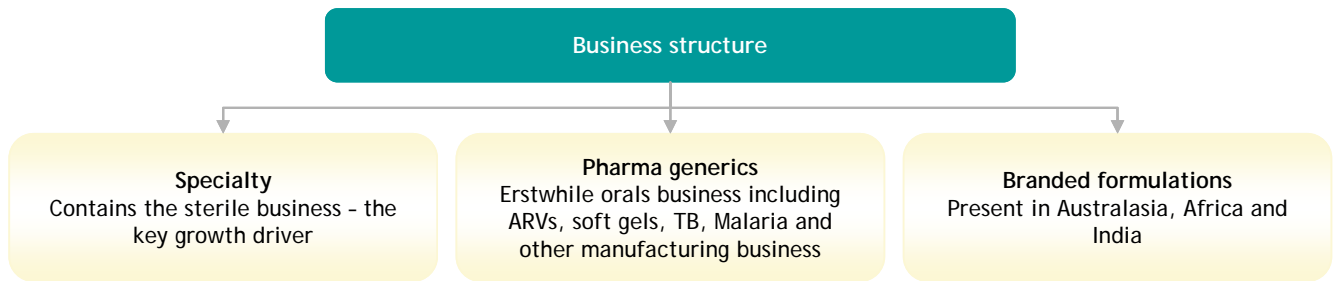 Business structure
Specialty
Contains the sterile business – the
key growth driver
Pharma generics
Erstwhile orals business including
ARVs, soft gels, TB, Malaria and
other manufacturing business
Branded formulations
Present in Australasia, Africa and
India